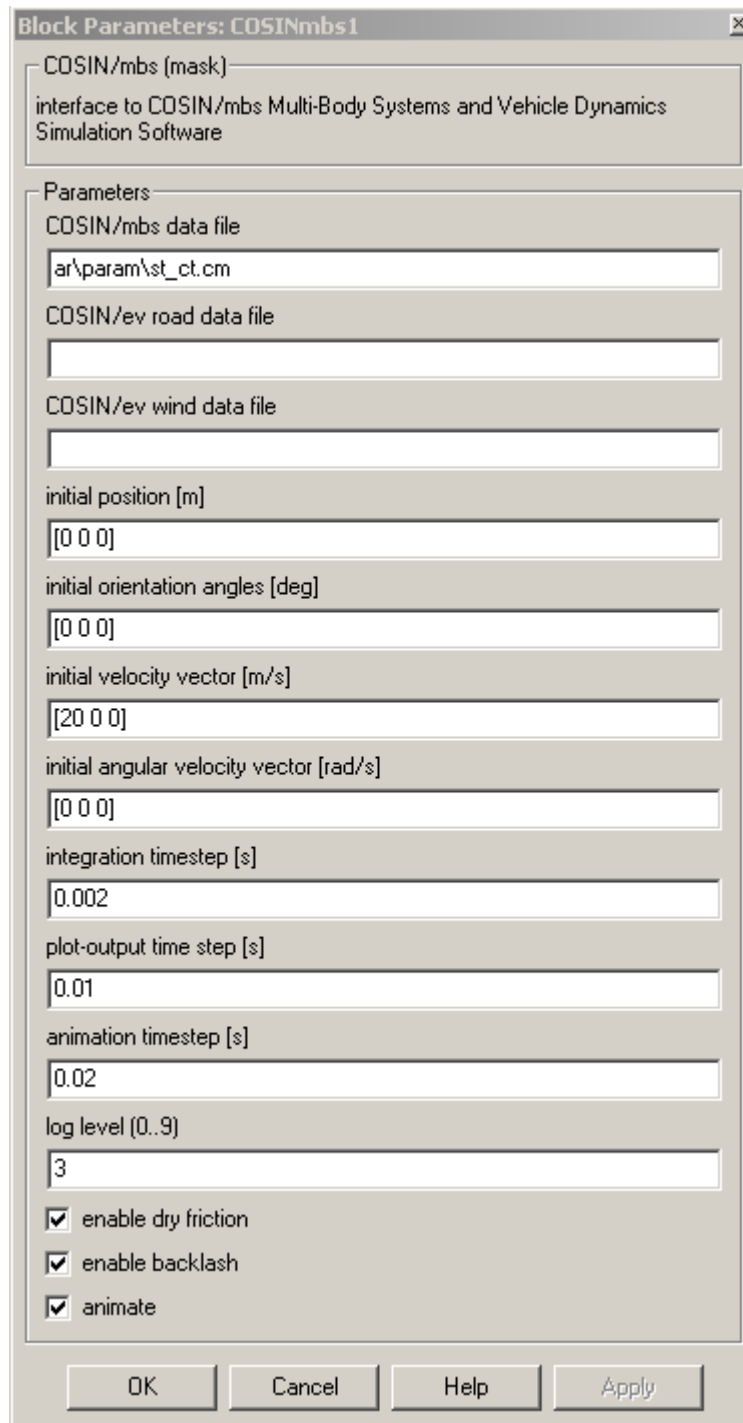 Block Parameters: COSINmbs1
COSIN/mbs (mask)
interface to COSIN/mbs Multi-Body Systems and Vehicle Dynamics
Simulation Software
Parameters
COSIN/mbs data file
ar\param\st_ct.cm
COSIN/ev road data file
COSIN/ev wind data file
initial position [m]
[0 0 0]
initial orientation angles [deg]
[0 0 0]
initial velocity vector [m/s]
[20 0 0]
initial angular velocity vector [rad/s]
[0 0 0]
integration timestep [s]
0.002
plot-output time step [s]
0.01
animation timestep [s]
0.02
log level (0..9)
3
enable dry friction
enable backlash
animate
OK Cancel Help Apply